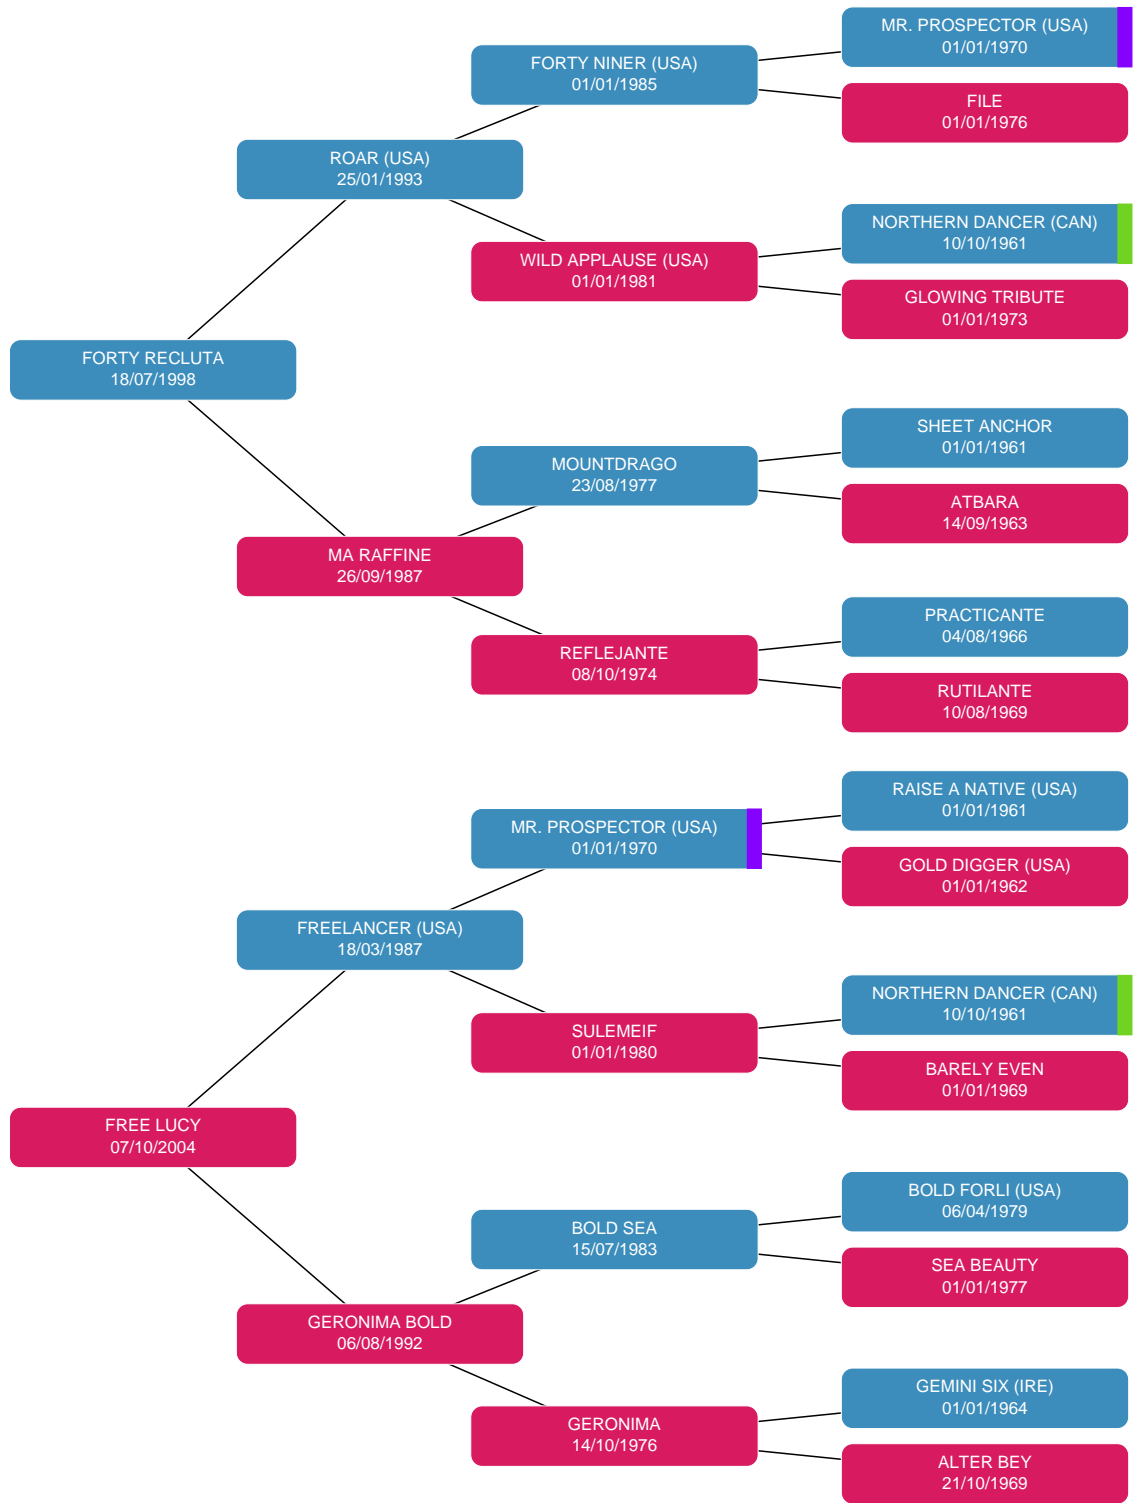 MR. PROSPECTOR (USA)
01/01/1970
FORTY NINER (USA)
01/01/1985
FILE
01/01/1976
ROAR (USA)
25/01/1993
NORTHERN DANCER (CAN)
10/10/1961
WILD APPLAUSE (USA)
01/01/1981
GLOWING TRIBUTE
01/01/1973
FORTY RECLUTA
18/07/1998
SHEET ANCHOR
01/01/1961
MOUNTDRAGO
23/08/1977
ATBARA
14/09/1963
MA RAFFINE
26/09/1987
PRACTICANTE
04/08/1966
REFLEJANTE
08/10/1974
RUTILANTE
10/08/1969
RAISE A NATIVE (USA)
01/01/1961
MR. PROSPECTOR (USA)
01/01/1970
GOLD DIGGER (USA)
01/01/1962
FREELANCER (USA)
18/03/1987
NORTHERN DANCER (CAN)
10/10/1961
SULEMEIF
01/01/1980
BARELY EVEN
01/01/1969
FREE LUCY
07/10/2004
BOLD FORLI (USA)
06/04/1979
BOLD SEA
15/07/1983
SEA BEAUTY
01/01/1977
GERONIMA BOLD
06/08/1992
GEMINI SIX (IRE)
01/01/1964
GERONIMA
14/10/1976
ALTER BEY
21/10/1969